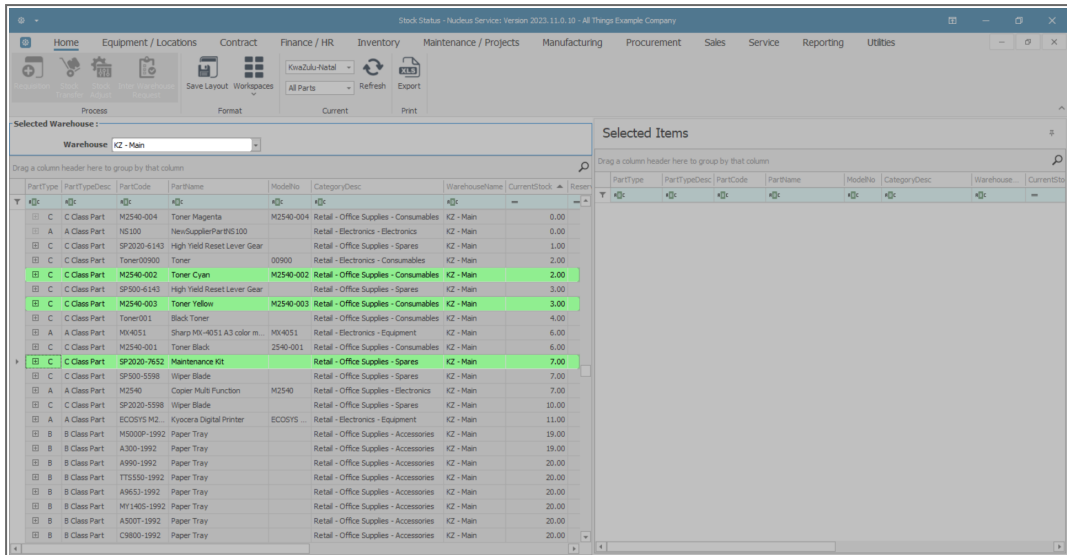 Stock Status - Nucleus Service: Version 2023.11.0.10 - All Things Example Company
Home Equipment / Locations Contract Finance / HR Inventory Maintenance / Projects Manufacturing Procurement Sales Service Reporting Utilities
KwaZulu-Natal
All Parts
Save Layout Workspaces Refresh Export
Process Format Current Print
Selected Warehouse :
Warehouse KZ - Main
Selected Items
Drag a column header here to group by that column
Drag a column header here to group by that column
PartType PartTypeDesc PartCode PartName ModelNo CategoryDesc WarehouseName CurrentStock Reser
PartType PartTypeDesc PartCode PartName ModelNo CategoryDesc Warehouse... CurrentSto
C C Class Part M2540-004 Toner Magenta M2540-004 Retail - Office Supplies - Consumables KZ - Main 0.00
A A Class Part NS100 NewSupplierPartNS100 Retail - Electronics - Electronics KZ - Main 0.00
C C Class Part SP2020-6143 High Yield Reset Lever Gear Retail - Office Supplies - Spares KZ - Main 1.00
C C Class Part Toner00900 Toner 00900 Retail - Electronics - Consumables KZ - Main 2.00
C C Class Part M2540-002 Toner Cyan M2540-002 Retail - Office Supplies - Consumables KZ - Main 2.00
C C Class Part SP500-6143 High Yield Reset Lever Gear Retail - Office Supplies - Spares KZ - Main 3.00
C C Class Part M2540-003 Toner Yellow M2540-003 Retail - Office Supplies - Consumables KZ - Main 3.00
C C Class Part Toner001 Black Toner Retail - Office Supplies - Consumables KZ - Main 4.00
A A Class Part MX4051 Sharp MX-4051 A3 color m... MX4051 Retail - Electronics - Equipment KZ - Main 6.00
C C Class Part M2540-001 Toner Black 2540-001 Retail - Office Supplies - Consumables KZ - Main 6.00
C C Class Part SP2020-7652 Maintenance Kit Retail - Office Supplies - Spares KZ - Main 7.00
C C Class Part SP500-5598 Wiper Blade Retail - Office Supplies - Spares KZ - Main 7.00
A A Class Part M2540 Copier Multi Function M2540 Retail - Office Supplies - Electronics KZ - Main 7.00
C C Class Part SP2020-5598 Wiper Blade Retail - Office Supplies - Spares KZ - Main 10.00
A A Class Part ECOSYS M2... Kyocera Digital Printer ECOSYS ... Retail - Electronics - Equipment KZ - Main 11.00
B B Class Part M5000P-1992 Paper Tray Retail - Office Supplies - Accessories KZ - Main 19.00
B B Class Part A300-1992 Paper Tray Retail - Office Supplies - Accessories KZ - Main 19.00
B B Class Part A990-1992 Paper Tray Retail - Office Supplies - Accessories KZ - Main 20.00
B B Class Part TTS550-1992 Paper Tray Retail - Office Supplies - Accessories KZ - Main 20.00
B B Class Part A965J-1992 Paper Tray Retail - Office Supplies - Accessories KZ - Main 20.00
B B Class Part MY140S-1992 Paper Tray Retail - Office Supplies - Accessories KZ - Main 20.00
B B Class Part A500T-1992 Paper Tray Retail - Office Supplies - Accessories KZ - Main 20.00
B B Class Part C9800-1992 Paper Tray Retail - Office Supplies - Accessories KZ - Main 20.00